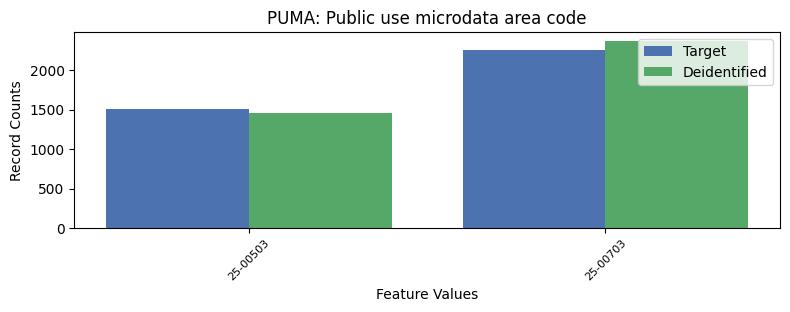 PUMA: Public use microdata area code
Target
Deidentified
Record Counts
2000
1500
1000
500
0
25-00503
25-00703
Feature Values